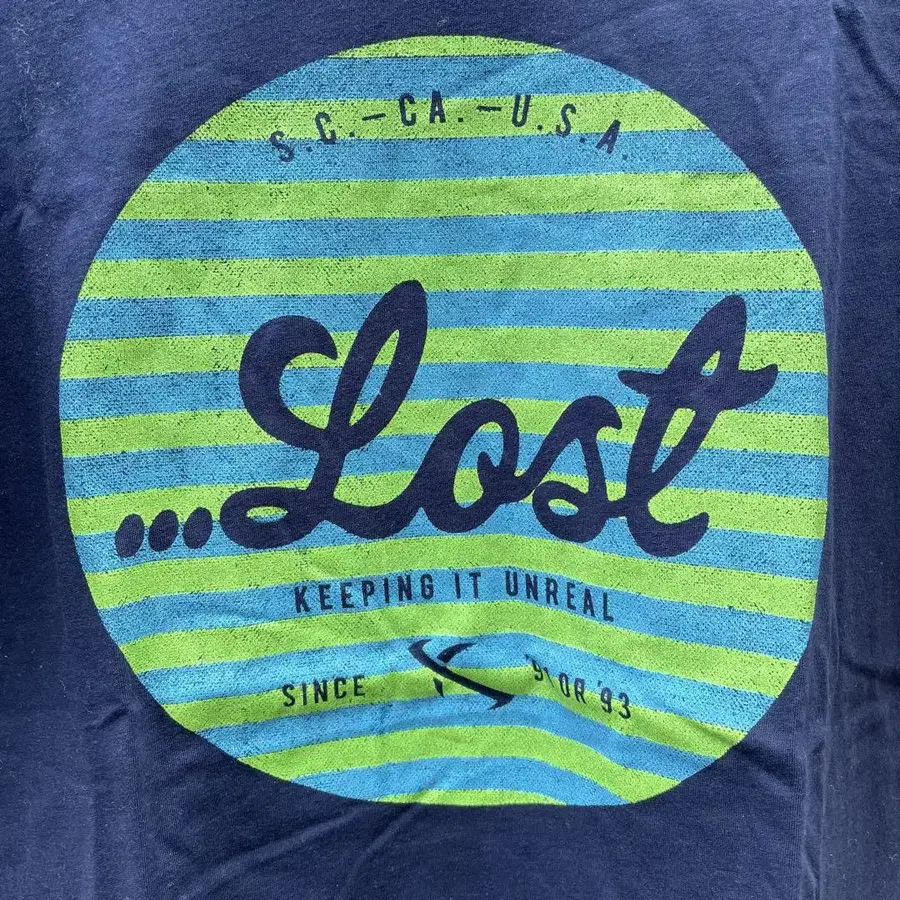 S.C.–CA.–U.S.A.
...Lost
KEEPING IT UNREAL
SINCE '91 OR '93